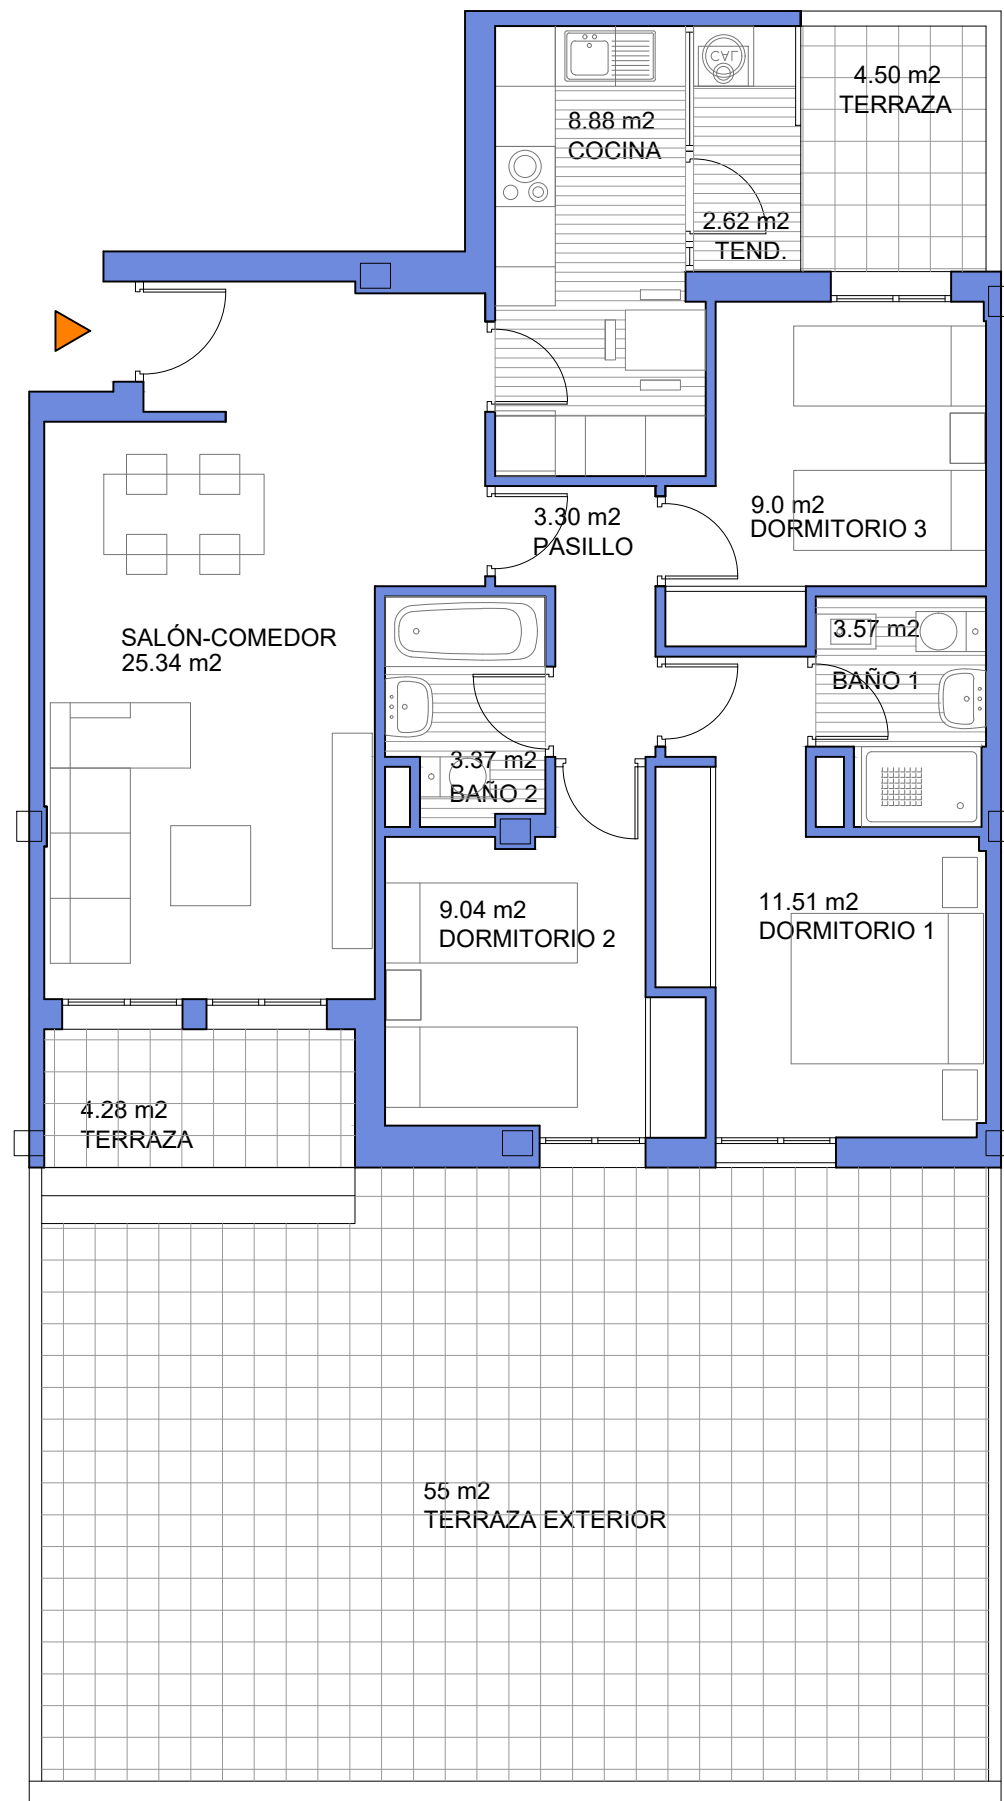 4.50 m2
TERRAZA
8.88 m2
COCINA
CAL
2.62 m2
TEND.
3.30 m2
PASILLO
9.0 m2
DORMITORIO 3
SALÓN-COMEDOR
25.34 m2
3.57 m2
BAÑO 1
3.37 m2
BAÑO 2
9.04 m2
DORMITORIO 2
11.51 m2
DORMITORIO 1
4.28 m2
TERRAZA
55 m2
TERRAZA EXTERIOR